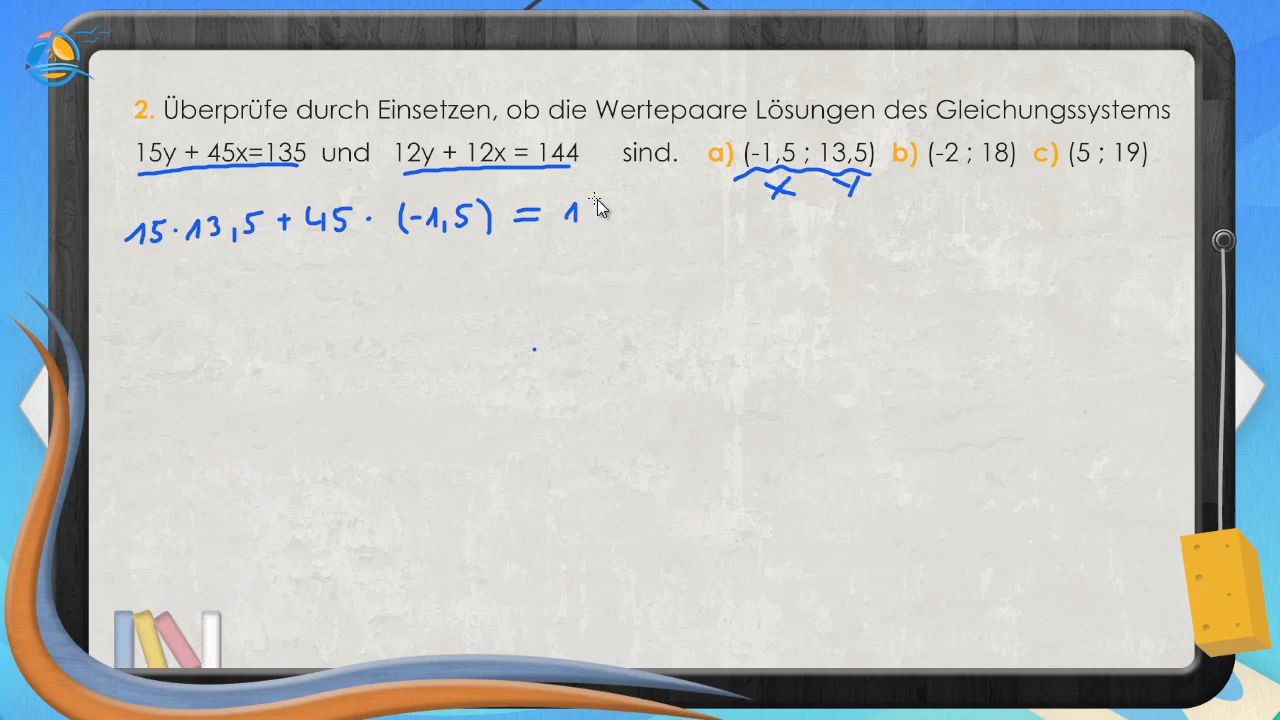 2. Überprüfe durch Einsetzen, ob die Wertepaare Lösungen des Gleichungssystems
15y + 45x=135 und 12y + 12x = 144 sind. a) (-1,5 ; 13,5) b) (-2 ; 18) c) (5 ; 19)
x y
15·13,5 + 45 · (-1,5) = 1